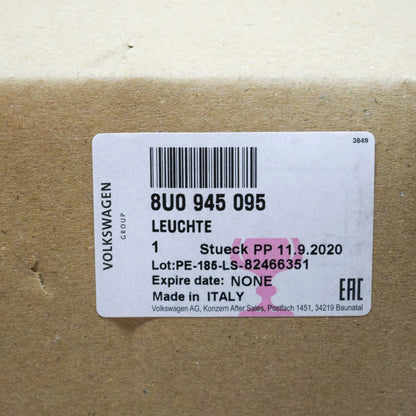 3849
VOLKSWAGEN
GROUP
8U0 945 095
LEUCHTE
1 Stueck PP 11.9.2020
Lot:PE-185-LS-82466351
Expire date: NONE
Made in ITALY
EAC
Volkswagen AG, Konzern After Sales, Postfach 1451, 34219 Baunatal